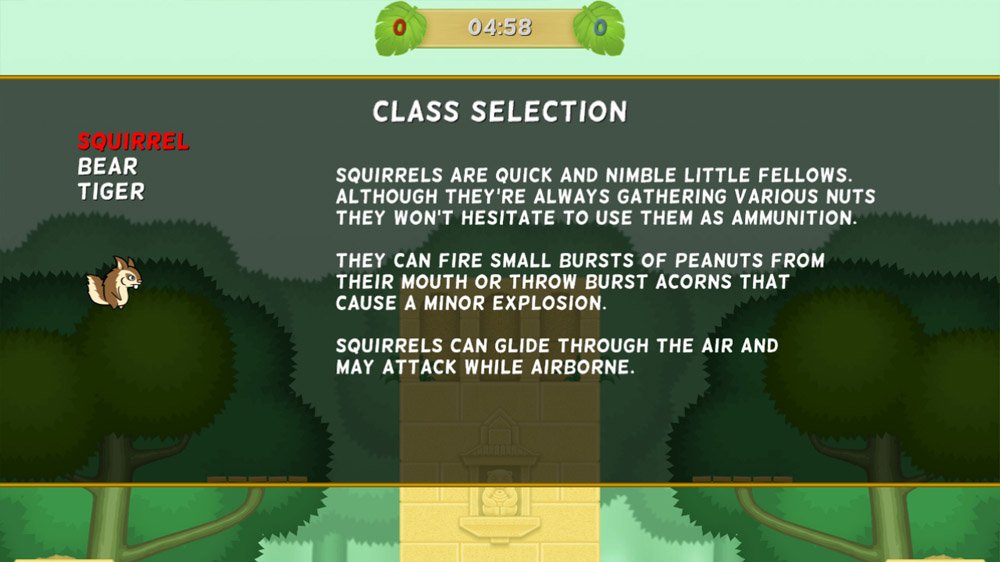 0 04:58 0
CLASS SELECTION
SQUIRREL
BEAR
TIGER
SQUIRRELS ARE QUICK AND NIMBLE LITTLE FELLOWS.
ALTHOUGH THEY'RE ALWAYS GATHERING VARIOUS NUTS
THEY WON'T HESITATE TO USE THEM AS AMMUNITION.
THEY CAN FIRE SMALL BURSTS OF PEANUTS FROM
THEIR MOUTH OR THROW BURST ACORNS THAT
CAUSE A MINOR EXPLOSION.
SQUIRRELS CAN GLIDE THROUGH THE AIR AND
MAY ATTACK WHILE AIRBORNE.